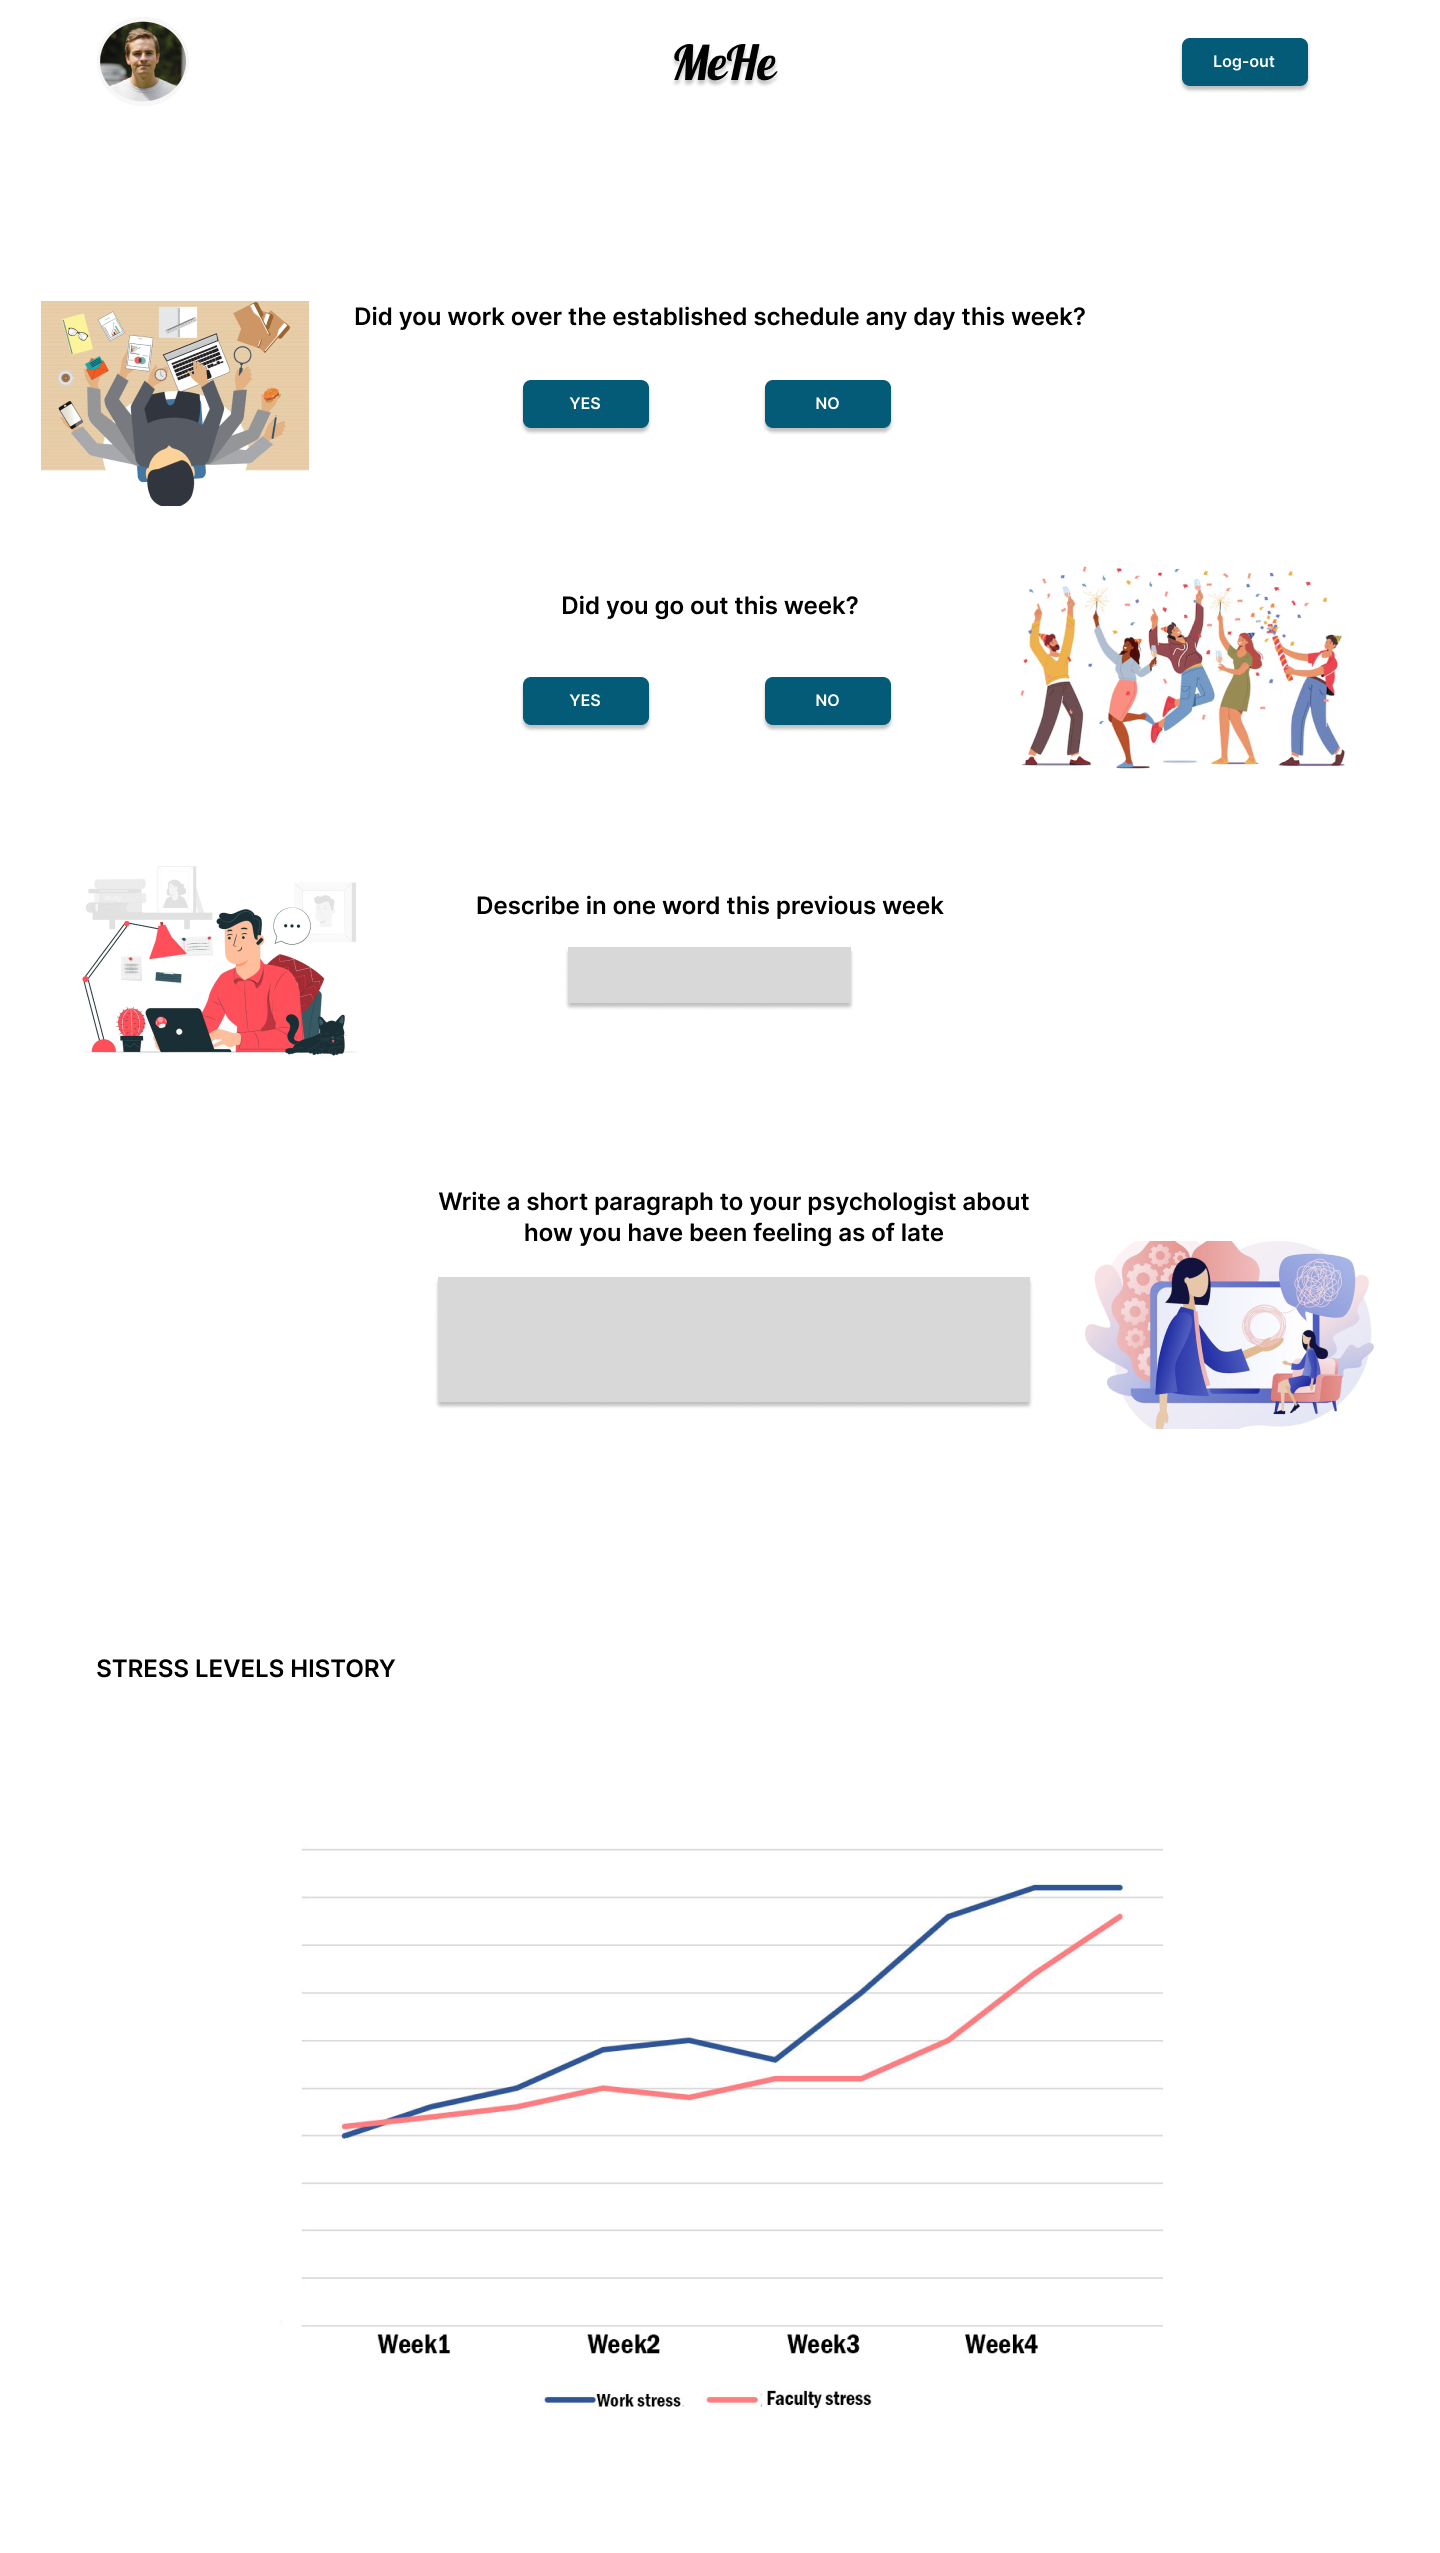 MeHe
Log-out
Did you work over the established schedule any day this week?
YES
NO
Did you go out this week?
YES
NO
Describe in one word this previous week
Write a short paragraph to your psychologist about
how you have been feeling as of late
STRESS LEVELS HISTORY
Week1
Week2
Week3
Week4
Work stress
Faculty stress